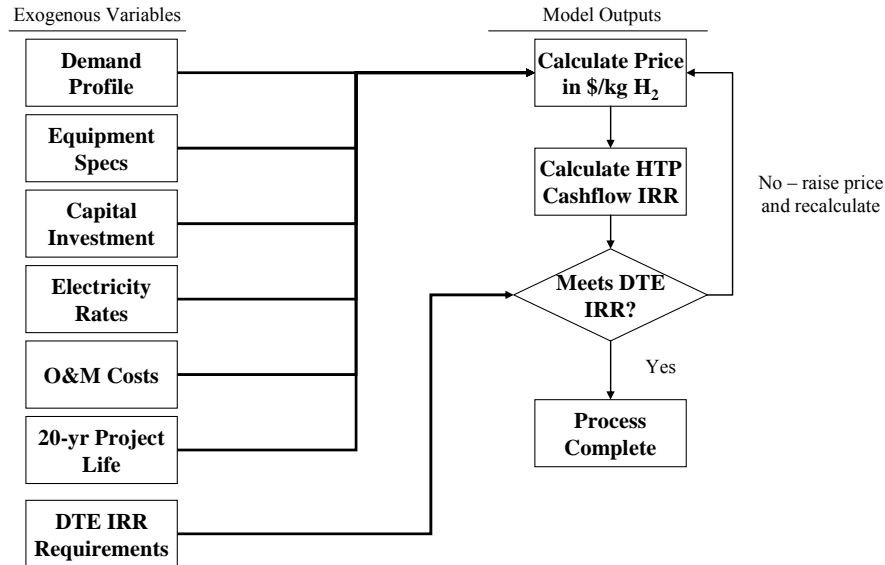 Exogenous Variables
Model Outputs
Demand
Profile
Equipment
Specs
Capital
Investment
Electricity
Rates
O&M Costs
20-yr Project
Life
DTE IRR
Requirements
Calculate Price
in $/kg H₂
Calculate HTP
Cashflow IRR
Meets DTE
IRR?
No – raise price
and recalculate
Yes
Process
Complete